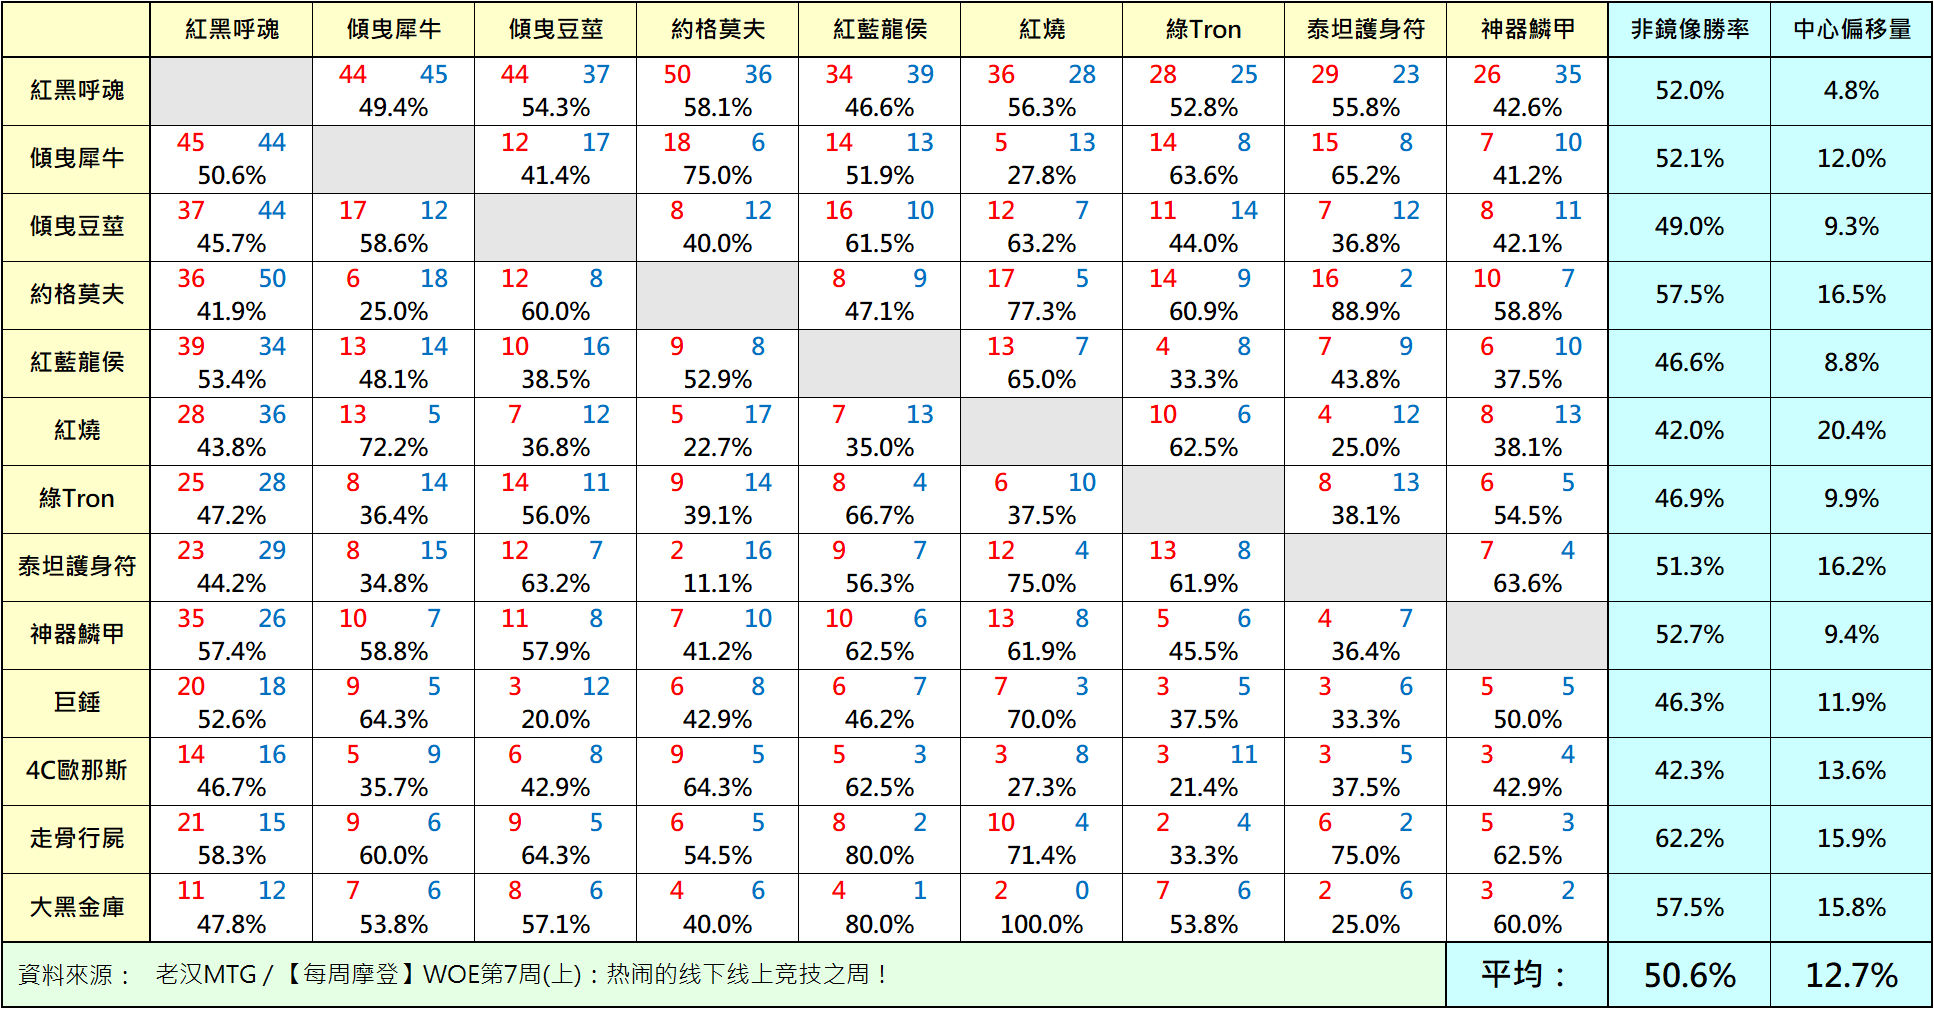 紅黑呼魂 傾曳犀牛 傾曳豆莖 約格莫夫 紅藍龍侯 紅燒 綠Tron 泰坦護身符 神器鱗甲 非鏡像勝率 中心偏移量
紅黑呼魂 44 45 44 37 50 36 34 39 36 28 28 25 29 23 26 35 52.0% 4.8%
49.4% 54.3% 58.1% 46.6% 56.3% 52.8% 55.8% 42.6%
傾曳犀牛 45 44 12 17 18 6 14 13 5 13 14 8 15 8 7 10 52.1% 12.0%
50.6% 41.4% 75.0% 51.9% 27.8% 63.6% 65.2% 41.2%
傾曳豆莖 37 44 17 12 8 12 16 10 12 7 11 14 7 12 8 11 49.0% 9.3%
45.7% 58.6% 40.0% 61.5% 63.2% 44.0% 36.8% 42.1%
約格莫夫 36 50 6 18 12 8 8 9 17 5 14 9 16 2 10 7 57.5% 16.5%
41.9% 25.0% 60.0% 47.1% 77.3% 60.9% 88.9% 58.8%
紅藍龍侯 39 34 13 14 10 16 9 8 13 7 4 8 7 9 6 10 46.6% 8.8%
53.4% 48.1% 38.5% 52.9% 65.0% 33.3% 43.8% 37.5%
紅燒 28 36 13 5 7 12 5 17 7 13 10 6 4 12 8 13 42.0% 20.4%
43.8% 72.2% 36.8% 22.7% 35.0% 62.5% 25.0% 38.1%
綠Tron 25 28 8 14 14 11 9 14 8 4 6 10 8 13 6 5 46.9% 9.9%
47.2% 36.4% 56.0% 39.1% 66.7% 37.5% 38.1% 54.5%
泰坦護身符 23 29 8 15 12 7 2 16 9 7 12 4 13 8 7 4 51.3% 16.2%
44.2% 34.8% 63.2% 11.1% 56.3% 75.0% 61.9% 63.6%
神器鱗甲 35 26 10 7 11 8 7 10 10 6 13 8 5 6 4 7 52.7% 9.4%
57.4% 58.8% 57.9% 41.2% 62.5% 61.9% 45.5% 36.4%
巨錘 20 18 9 5 3 12 6 8 6 7 7 3 3 5 3 6 5 5 46.3% 11.9%
52.6% 64.3% 20.0% 42.9% 46.2% 70.0% 37.5% 33.3% 50.0%
4C歐那斯 14 16 5 9 6 8 9 5 5 3 3 8 3 11 3 5 3 4 42.3% 13.6%
46.7% 35.7% 42.9% 64.3% 62.5% 27.3% 21.4% 37.5% 42.9%
走骨行屍 21 15 9 6 9 5 6 5 8 2 10 4 2 4 6 2 5 3 62.2% 15.9%
58.3% 60.0% 64.3% 54.5% 80.0% 71.4% 33.3% 75.0% 62.5%
大黑金庫 11 12 7 6 8 6 4 6 4 1 2 0 7 6 2 6 3 2 57.5% 15.8%
47.8% 53.8% 57.1% 40.0% 80.0% 100.0% 53.8% 25.0% 60.0%
資料來源： 老汉MTG /【每周摩登】WOE第7周(上)：热闹的线下线上竞技之周！ 平均： 50.6% 12.7%